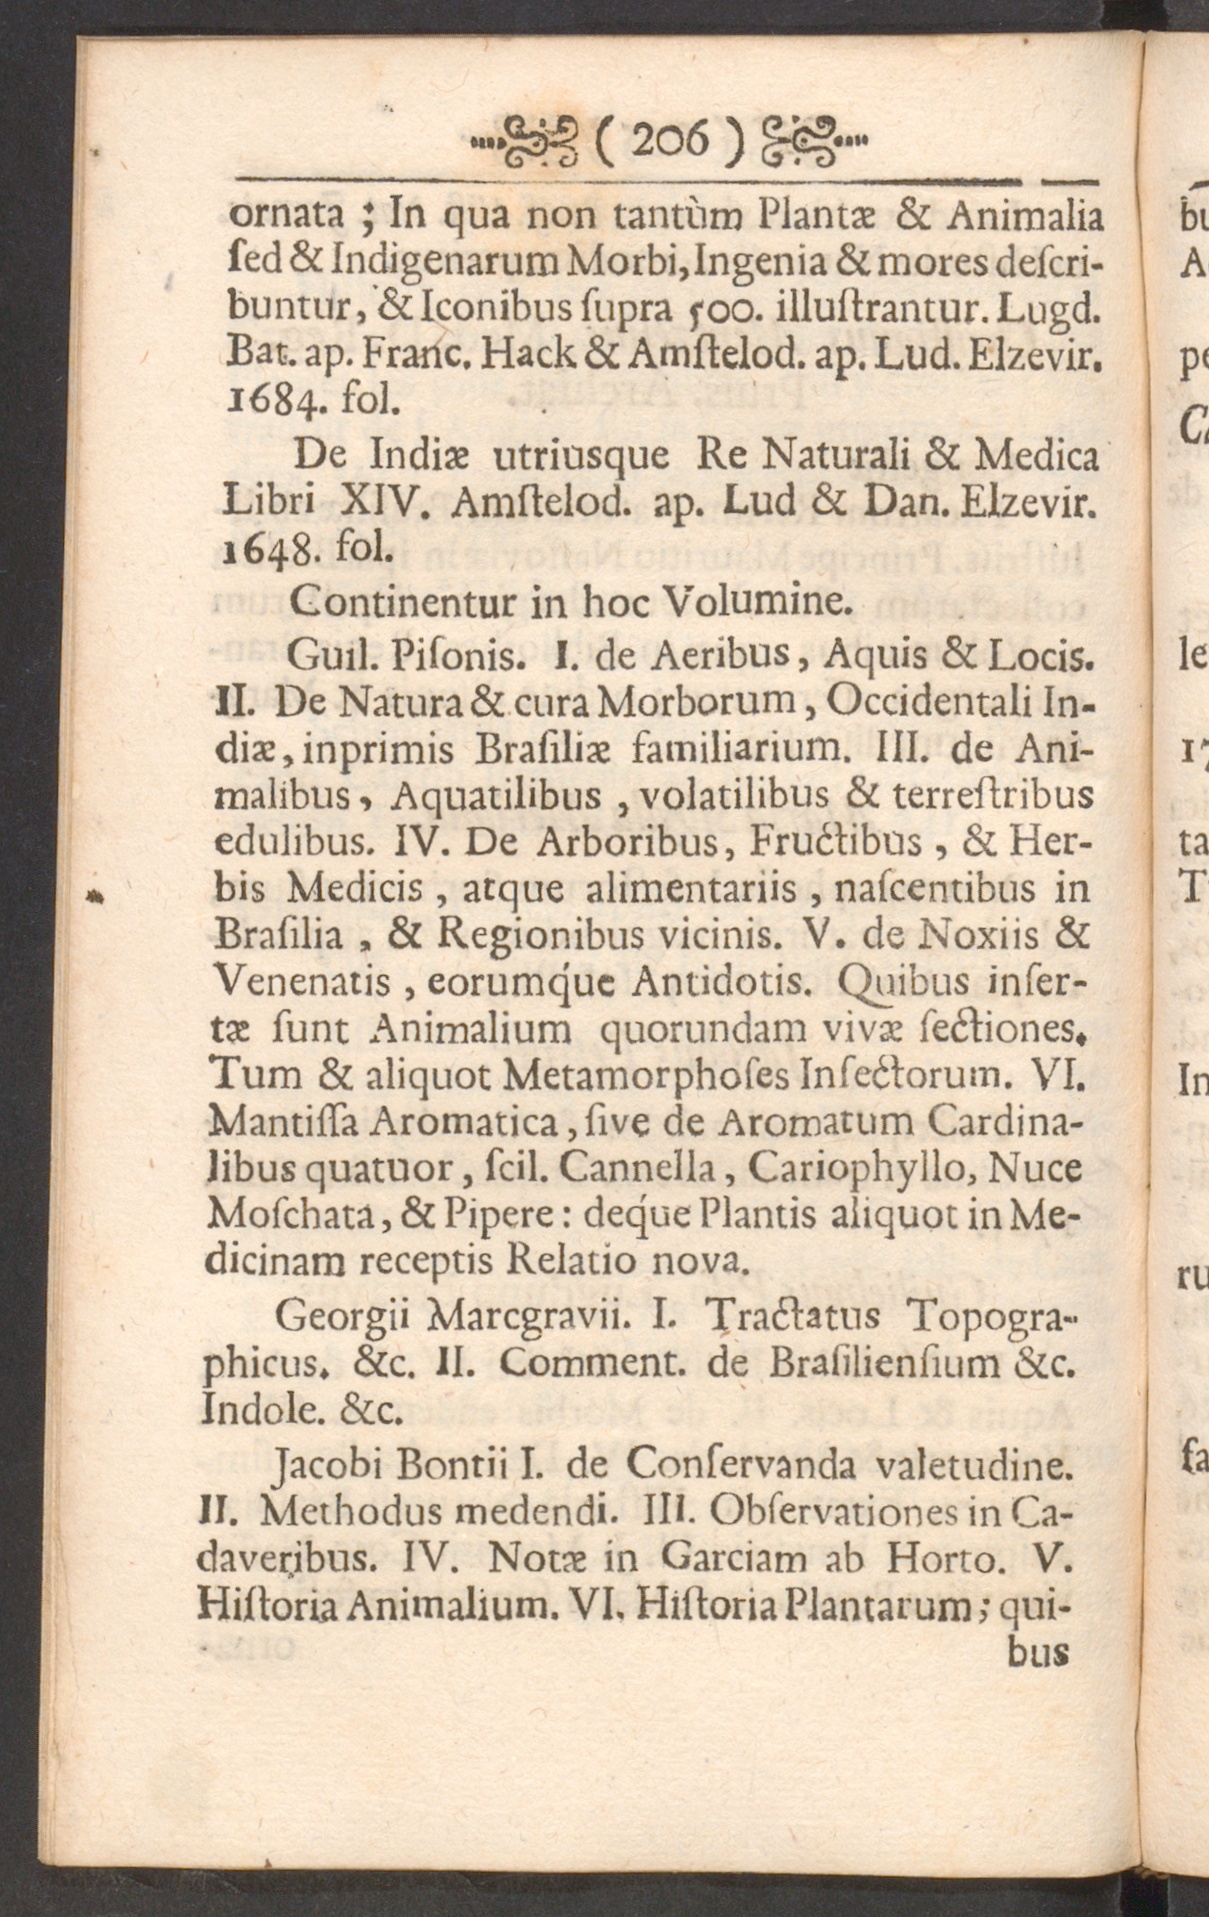 ( 206 )
ornata ; In qua non tantùm Plantæ & Animalia
ſed & Indigenarum Morbi, Ingenia & mores deſcri-
buntur, & Iconibus ſupra 500. illuſtrantur. Lugd.
Bat. ap. Franc. Hack & Amſtelod. ap. Lud. Elzevir.
1684. fol.
De Indiæ utriusque Re Naturali & Medica
Libri XIV. Amſtelod. ap. Lud & Dan. Elzevir.
1648. fol.
Continentur in hoc Volumine.
Guil. Piſonis. I. de Aeribus, Aquis & Locis.
II. De Natura & cura Morborum, Occidentali In-
diæ, inprimis Braſiliæ familiarium. III. de Ani-
malibus, Aquatilibus, volatilibus & terreſtribus
edulibus. IV. De Arboribus, Fructibus, & Her-
bis Medicis, atque alimentariis, naſcentibus in
Braſilia, & Regionibus vicinis. V. de Noxiis &
Venenatis, eorumq́ue Antidotis. Quibus inſer-
tæ ſunt Animalium quorundam vivæ ſectiones.
Tum & aliquot Metamorphoſes Inſectorum. VI.
Mantiſſa Aromatica, ſive de Aromatum Cardina-
libus quatuor, ſcil. Cannella, Cariophyllo, Nuce
Moſchata, & Pipere: deq́ue Plantis aliquot in Me-
dicinam receptis Relatio nova.
Georgii Marcgravii. I. Tractatus Topogra-
phicus. &c. II. Comment. de Braſilienſium &c.
Indole. &c.
Jacobi Bontii I. de Conſervanda valetudine.
II. Methodus medendi. III. Obſervationes in Ca-
daveribus. IV. Notæ in Garciam ab Horto. V.
Hiſtoria Animalium. VI. Hiſtoria Plantarum; qui-
bus